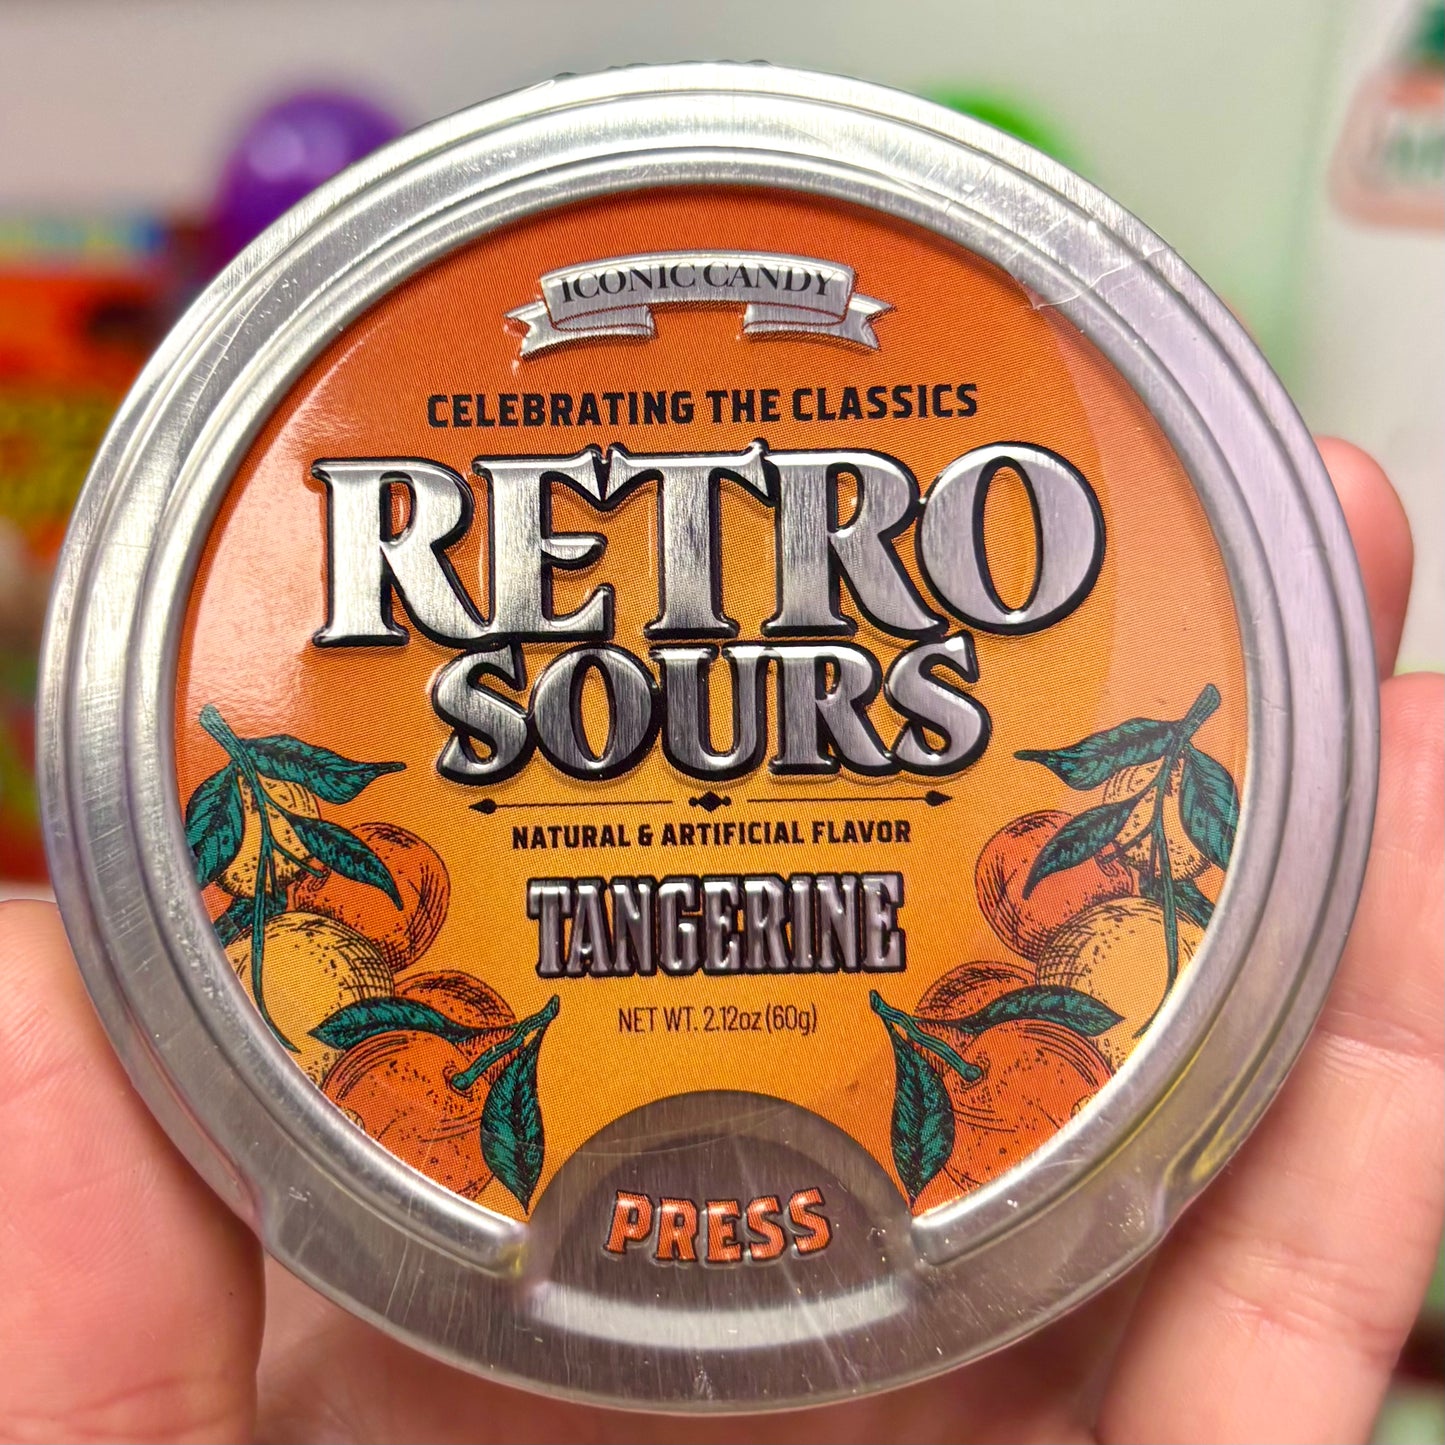 ICONIC CANDY
CELEBRATING THE CLASSICS
RETRO
SOURS
NATURAL & ARTIFICIAL FLAVOR
TANGERINE
NET WT. 2.12oz (60g)
PRESS